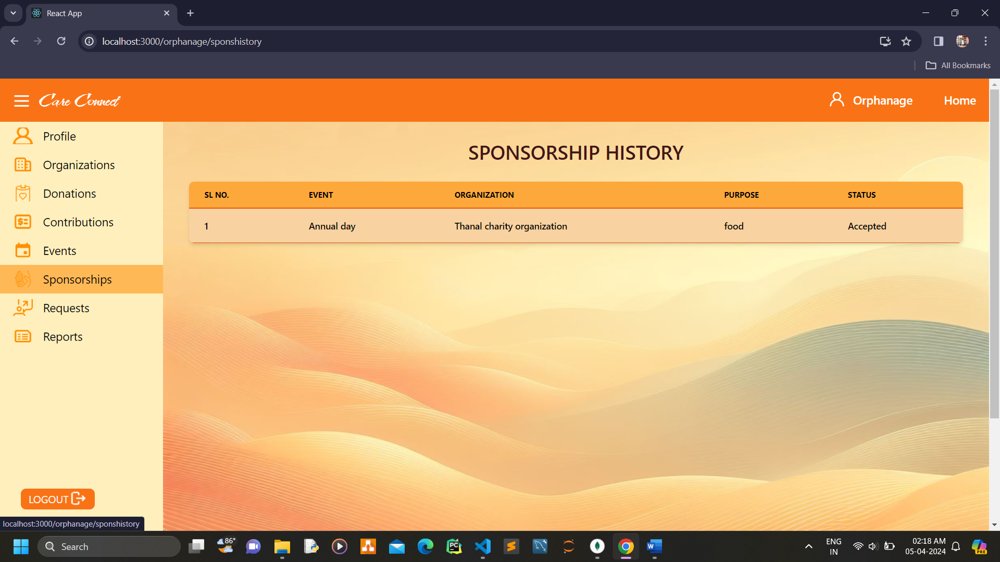 React App
localhost:3000/orphanage/sponshistory
All Bookmarks
Care Connect
Orphanage
Home
Profile
Organizations
Donations
Contributions
Events
Sponsorships
Requests
Reports
LOGOUT
SPONSORSHIP HISTORY
SL NO. EVENT ORGANIZATION PURPOSE STATUS
1 Annual day Thanal charity organization food Accepted
localhost:3000/orphanage/sponshistory
Search
86°
PC
W
ENG
IN
02:18 AM
05-04-2024
PRE